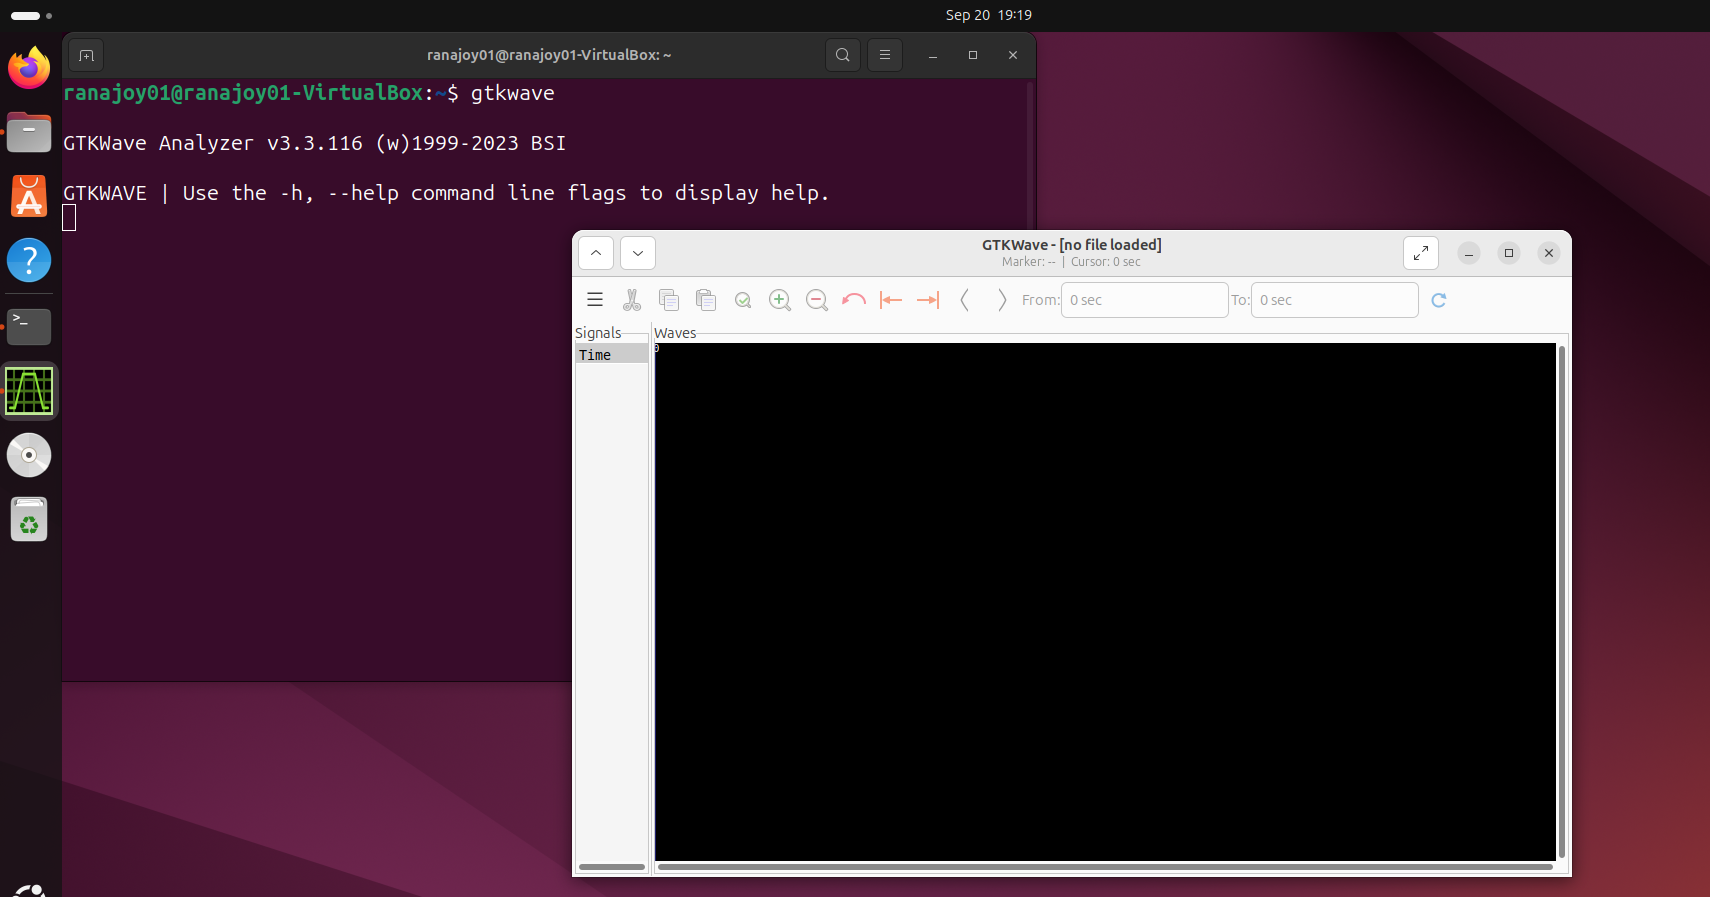 Sep 20 19:19
ranajoy01@ranajoy01-VirtualBox: ~
ranajoy01@ranajoy01-VirtualBox:~$ gtkwave
GTKWave Analyzer v3.3.116 (w)1999-2023 BSI
GTKWAVE | Use the -h, --help command line flags to display help.
GTKWave - [no file loaded]
Marker: -- | Cursor: 0 sec
From: 0 sec To: 0 sec
Signals Waves
Time
0